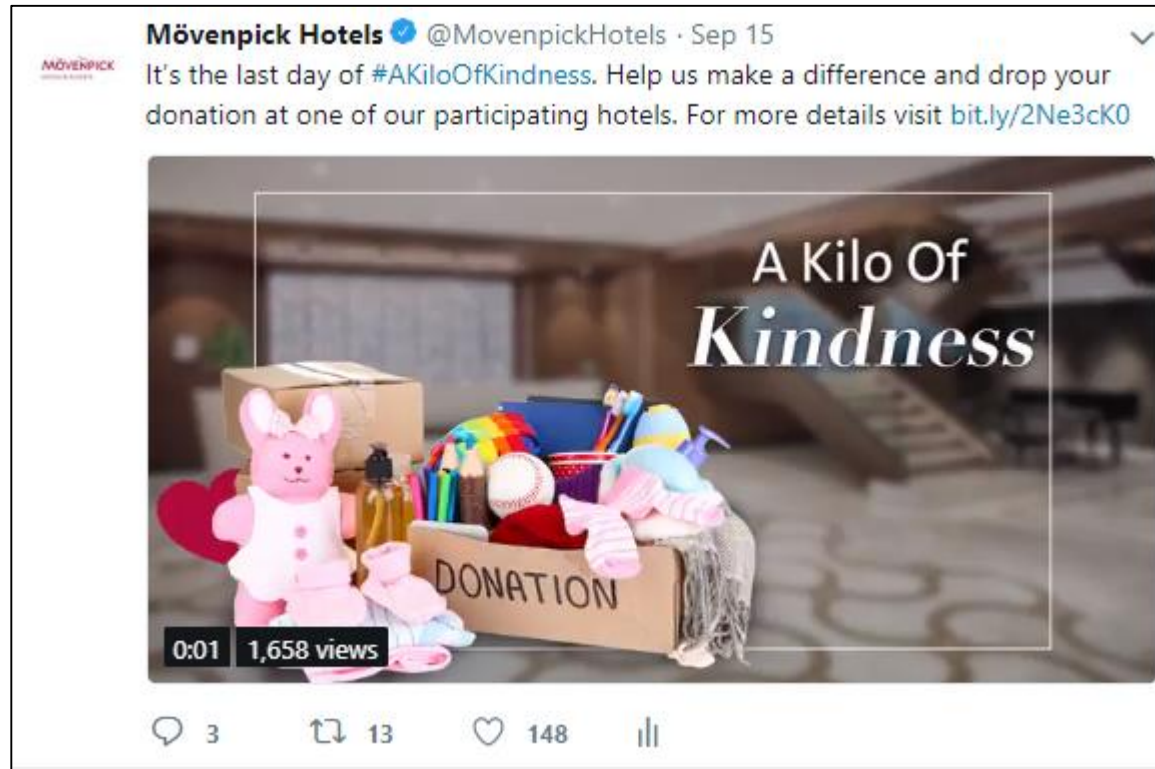 Mövenpick Hotels @MovenpickHotels · Sep 15
MÖVENPICK
It's the last day of #AKiloOfKindness. Help us make a difference and drop your
donation at one of our participating hotels. For more details visit bit.ly/2Ne3cK0
A Kilo Of
Kindness
DONATION
0:01 1,658 views
3 13 148